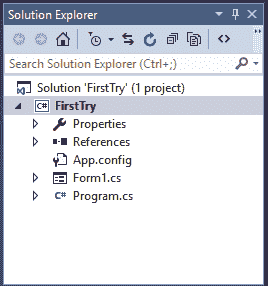 Solution Explorer
Search Solution Explorer (Ctrl+;)
Solution 'FirstTry' (1 project)
C# FirstTry
Properties
References
App.config
Form1.cs
C# Program.cs